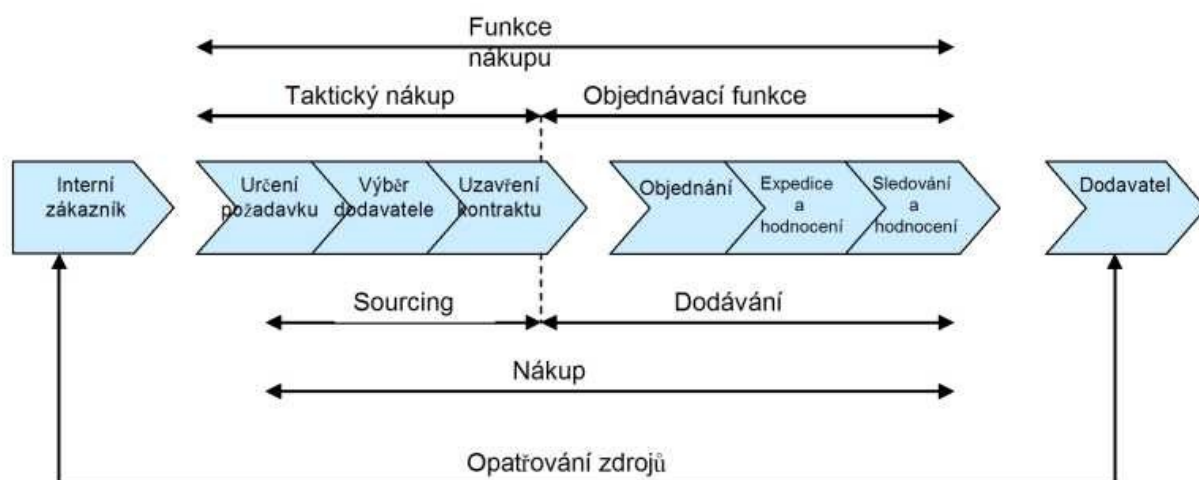 Funkce
nákupu
Taktický nákup
Objednávací funkce
Interní
zákazník
Určení
požadavku
Výběr
dodavatele
Uzavření
kontraktu
Objednání
Expedice
a
hodnocení
Sledování
a
hodnocení
Dodavatel
Sourcing
Dodávání
Nákup
Opatřování zdrojů